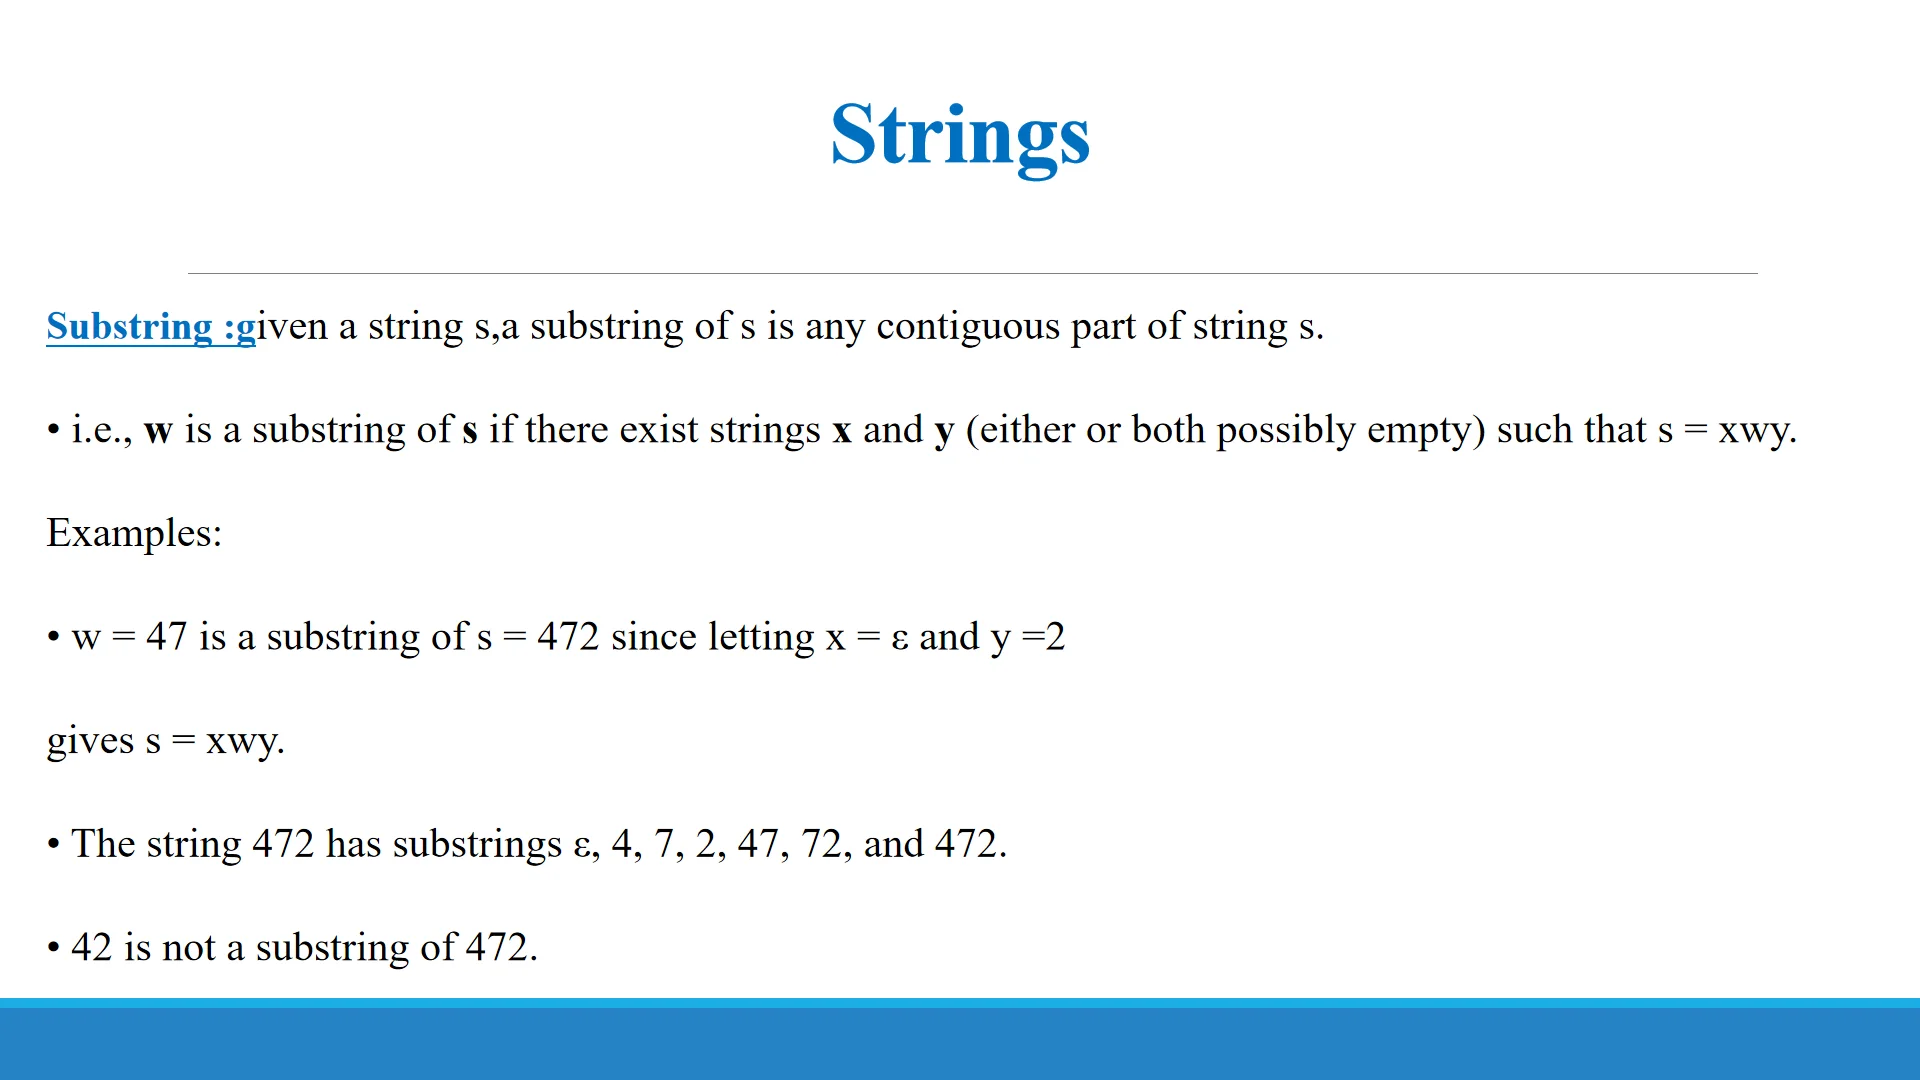 Strings
Substring :given a string s,a substring of s is any contiguous part of string s.
• i.e., w is a substring of s if there exist strings x and y (either or both possibly empty) such that s = xwy.
Examples:
• w = 47 is a substring of s = 472 since letting x = ε and y =2
gives s = xwy.
• The string 472 has substrings ε, 4, 7, 2, 47, 72, and 472.
• 42 is not a substring of 472.